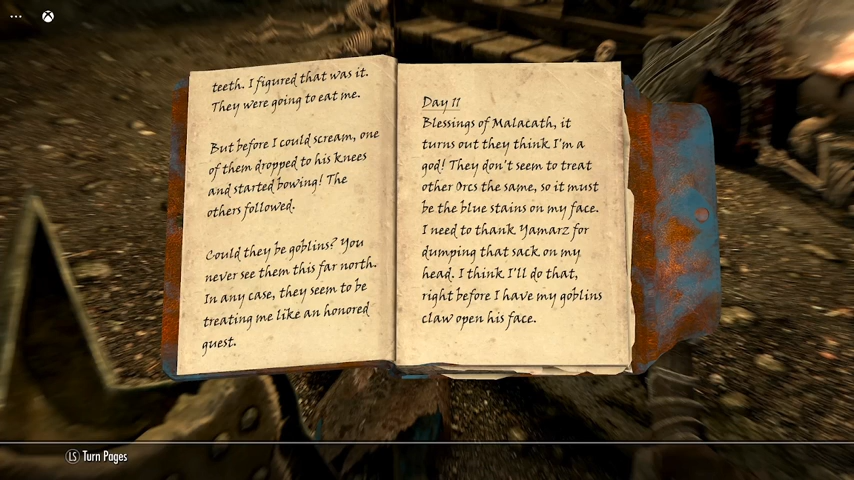 teeth. I figured that was it.
They were going to eat me.
But before I could scream, one
of them dropped to his knees
and started bowing! The
others followed.
Could they be goblins? You
never see them this far north.
In any case, they seem to be
treating me like an honored
guest.
Day 11
Blessings of Malacath, it
turns out they think I'm a
god! They don't seem to treat
other Orcs the same, so it must
be the blue stains on my face.
I need to thank Yamarz for
dumping that sack on my
head. I think I'll do that,
right before I have my goblins
claw open his face.
LS Turn Pages